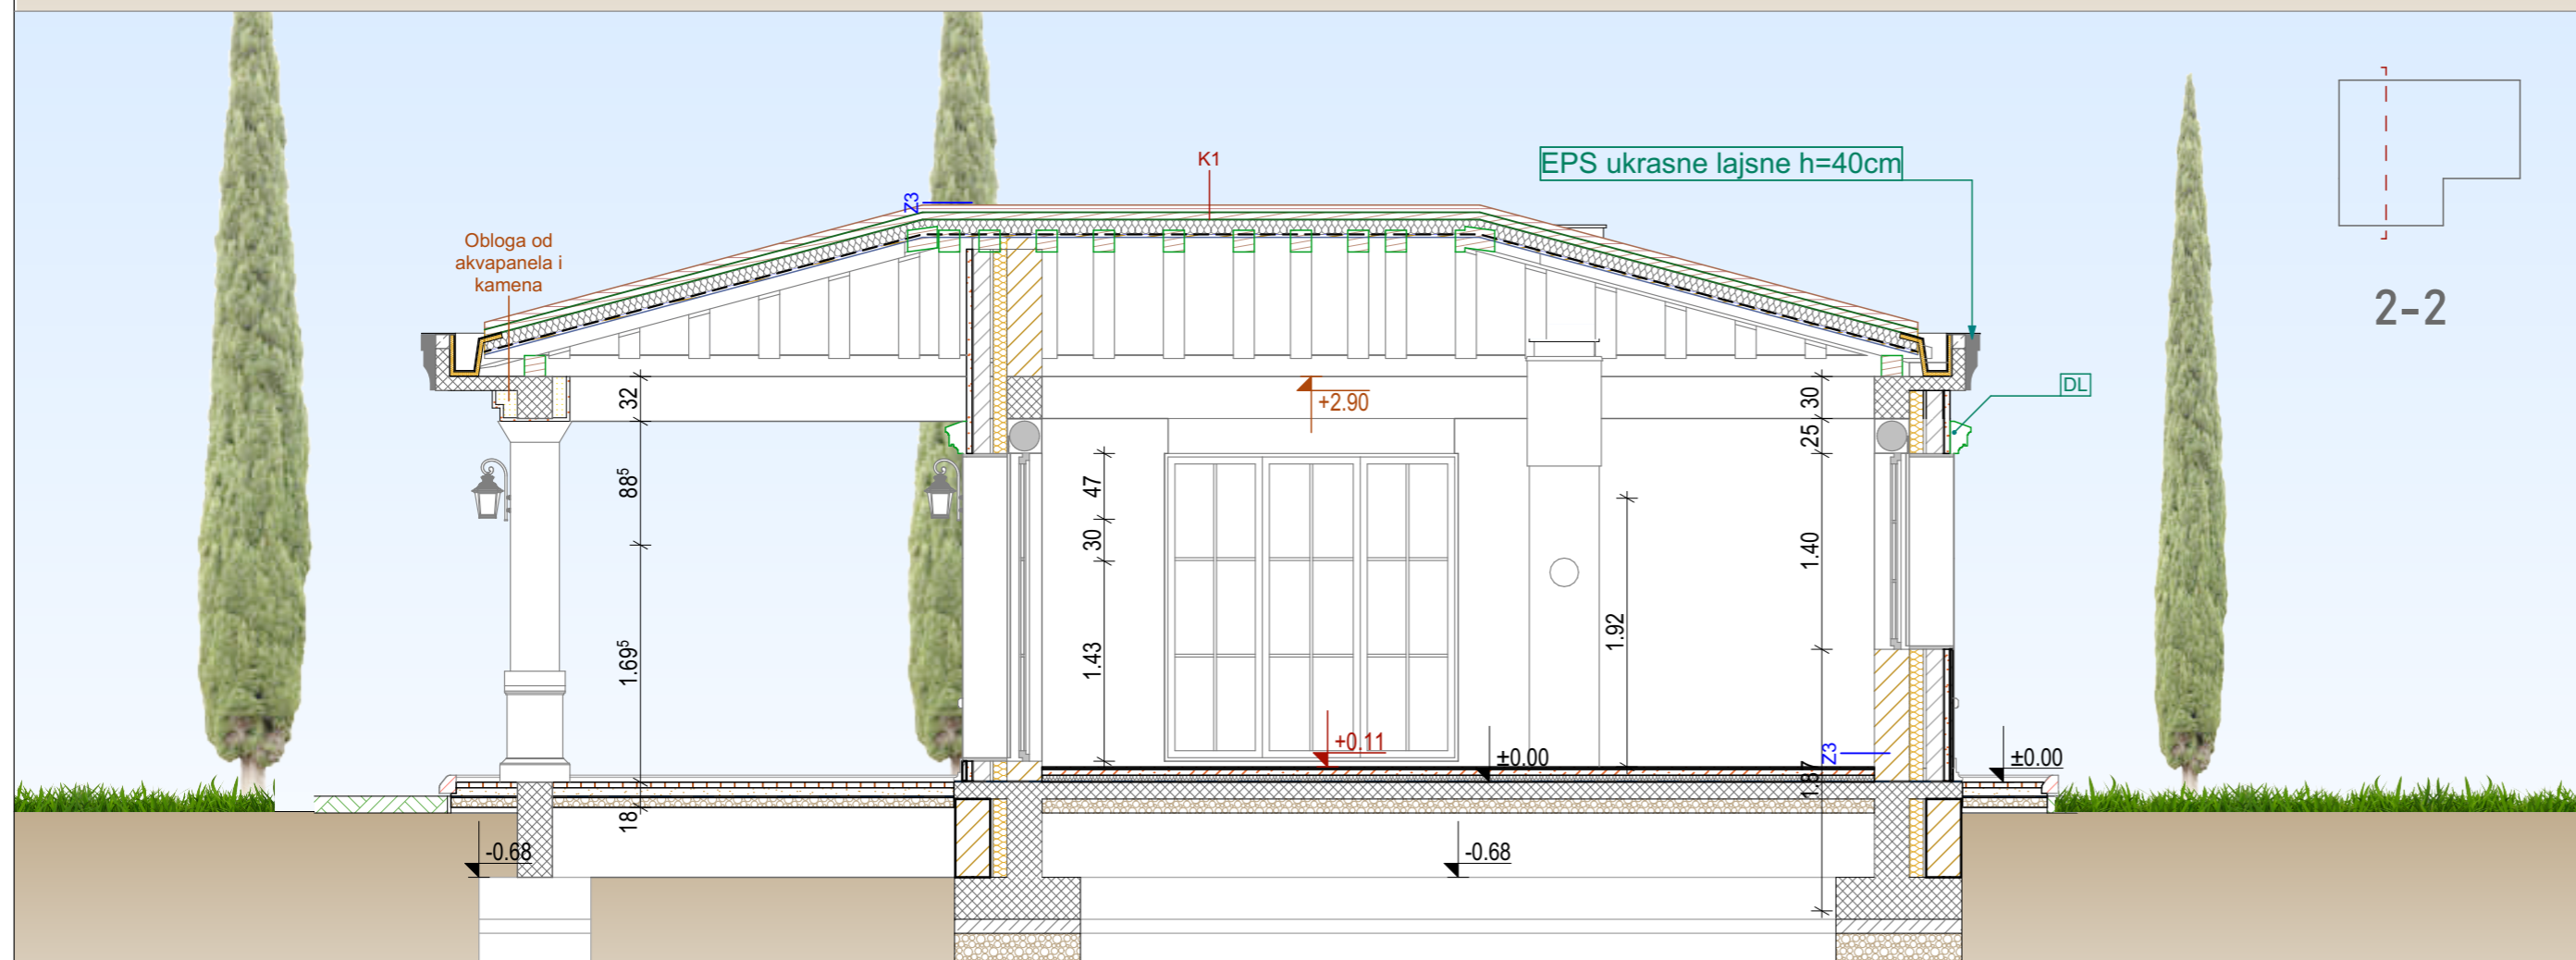 K1
EPS ukrasne lajsne h=40cm
Z3
Obloga od
akvapanela i
kamena
2-2
DL
+2.90
32
30
25
88⁵
47
30
1.40
1.69⁵
1.43
1.92
+0.11
±0.00
Z3
±0.00
1.87
18
-0.68
-0.68